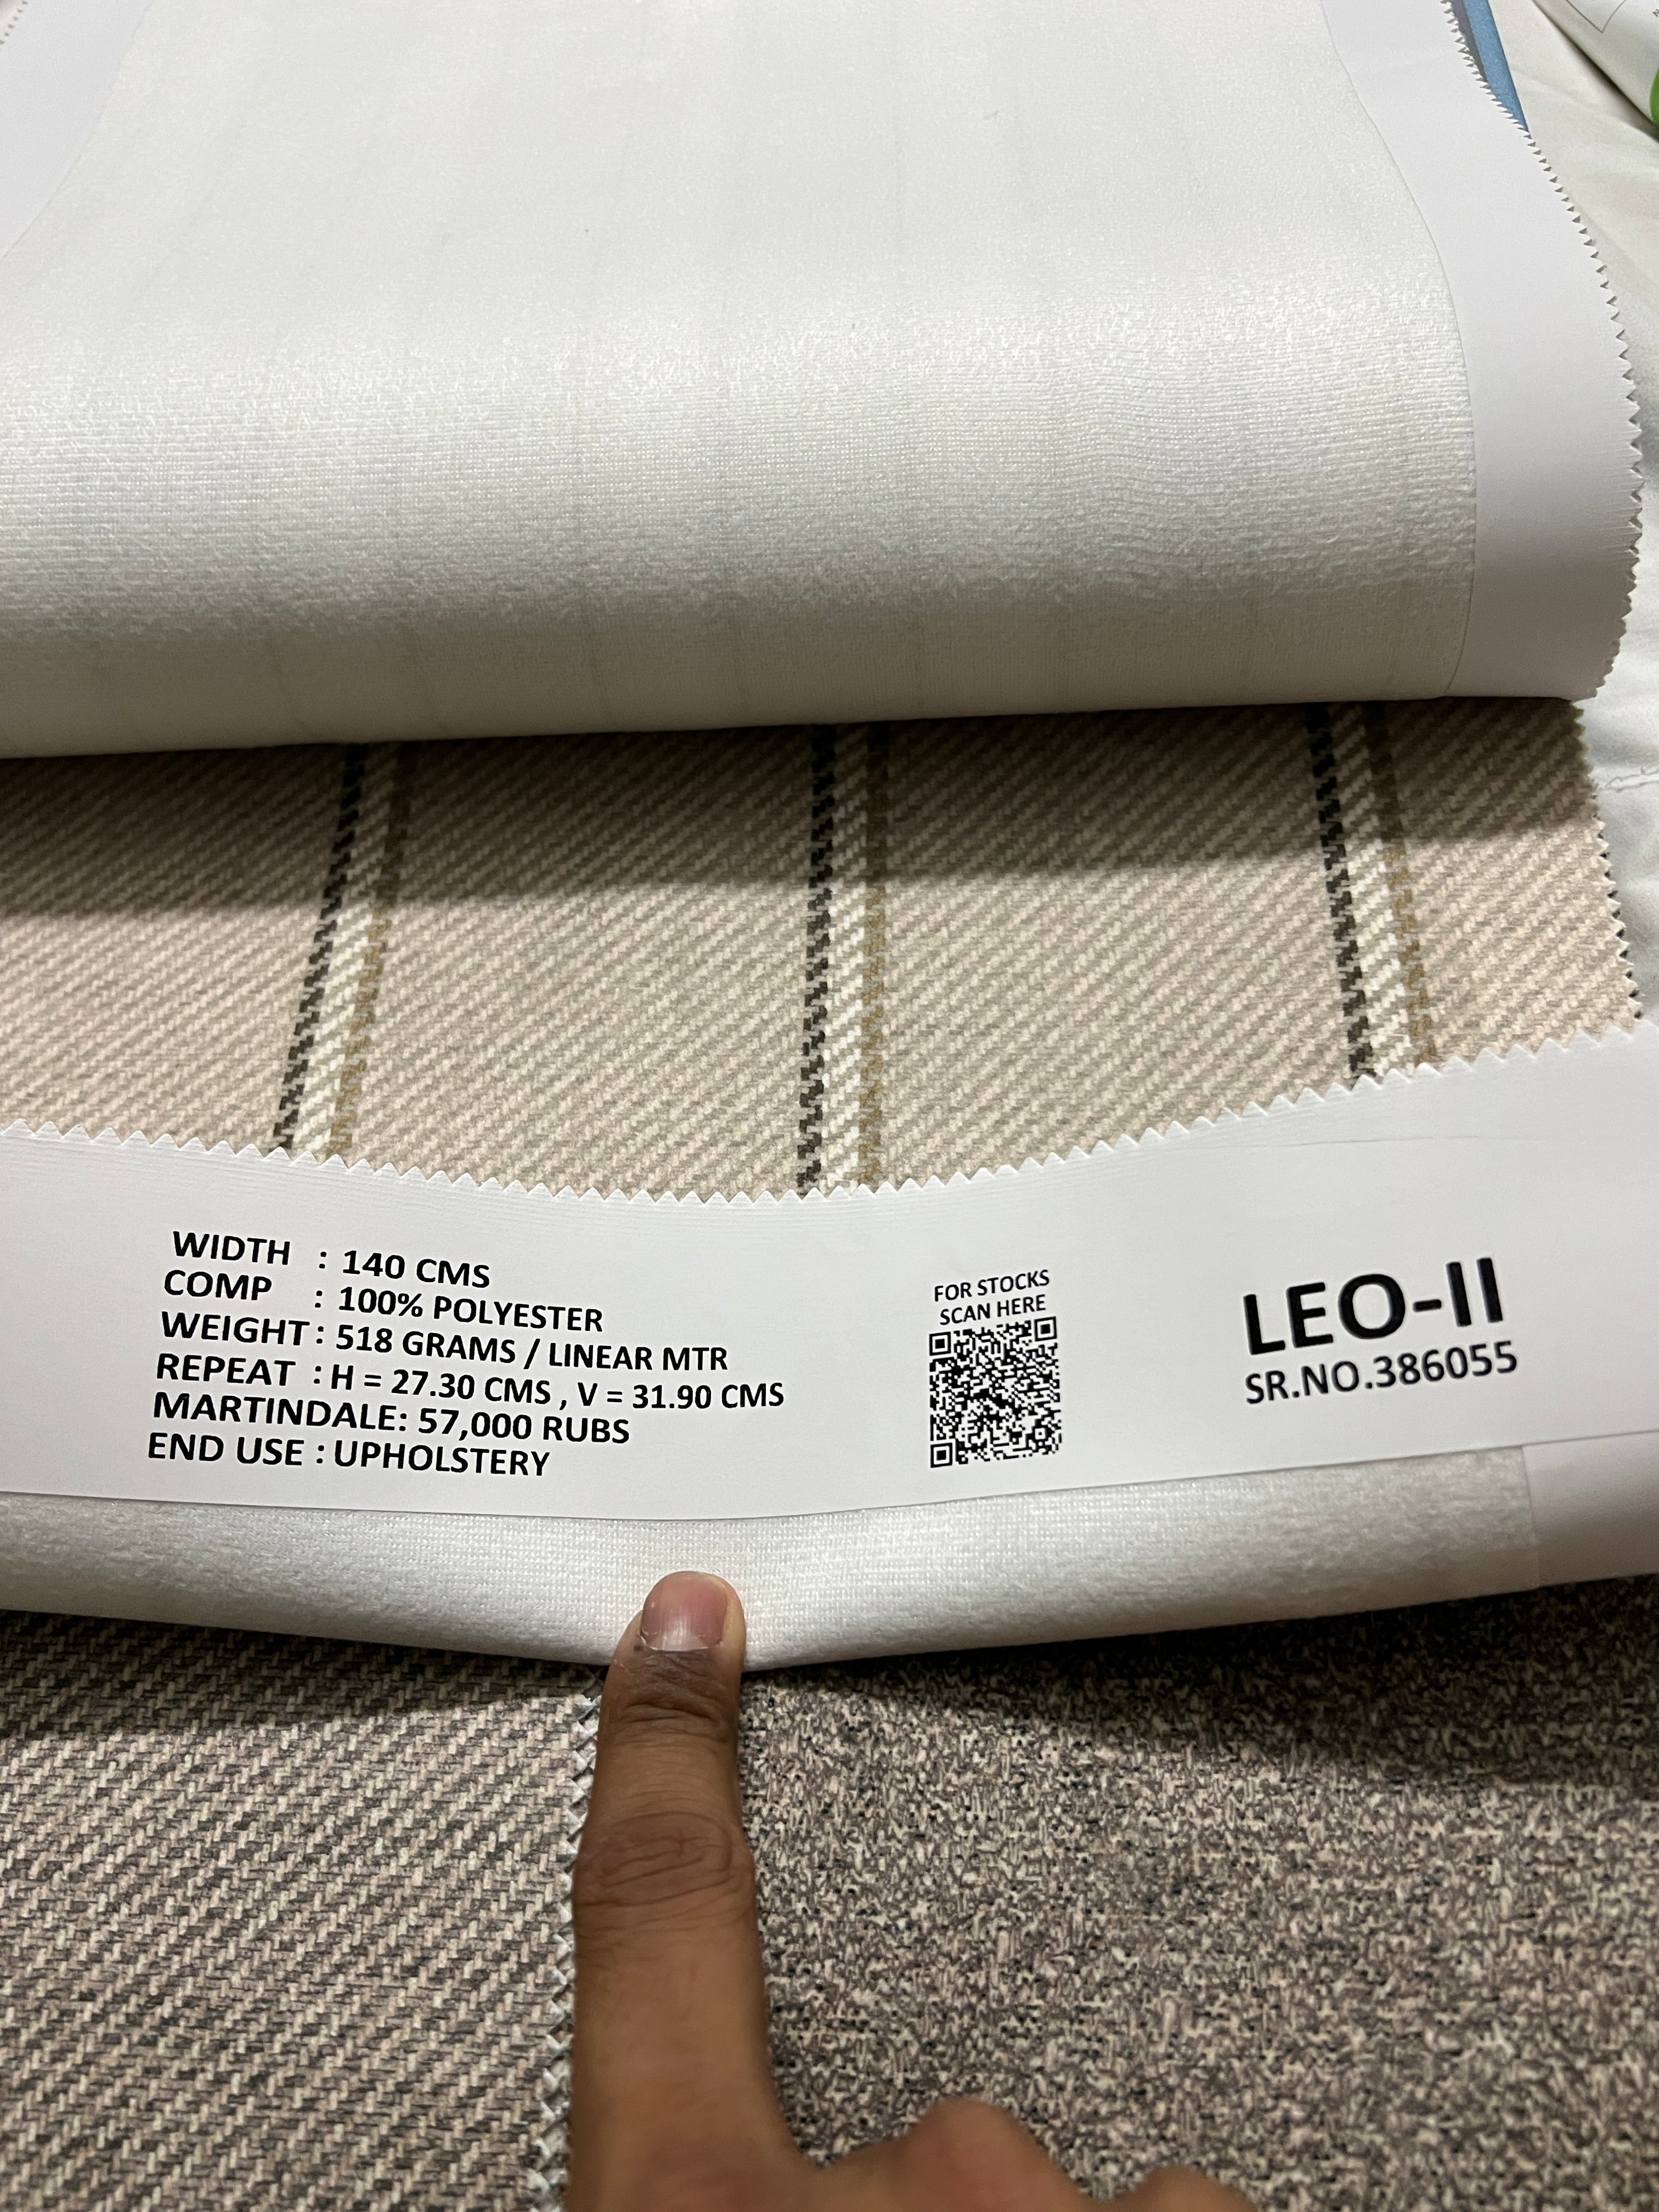 WIDTH : 140 CMS
COMP : 100% POLYESTER
WEIGHT : 518 GRAMS / LINEAR MTR
REPEAT : H = 27.30 CMS , V = 31.90 CMS
MARTINDALE: 57,000 RUBS
END USE : UPHOLSTERY
FOR STOCKS
SCAN HERE
LEO-II
SR.NO.386055